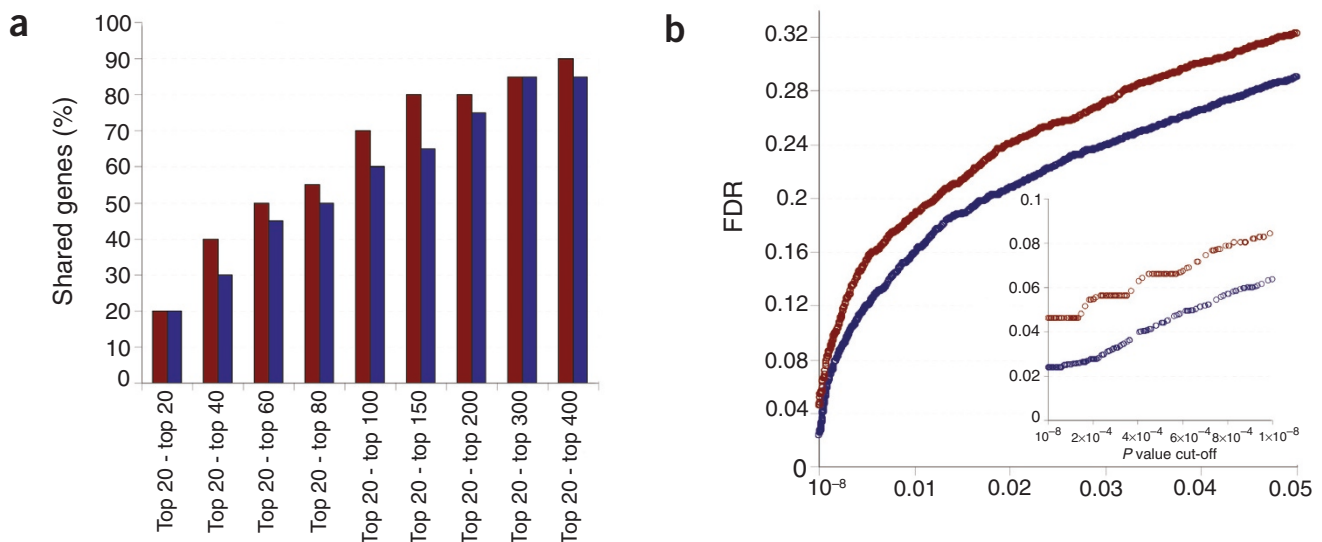 a
Shared genes (%)
100
90
80
70
60
50
40
30
20
10
0
Top 20 - top 20
Top 20 - top 40
Top 20 - top 60
Top 20 - top 80
Top 20 - top 100
Top 20 - top 150
Top 20 - top 200
Top 20 - top 300
Top 20 - top 400
b
FDR
0.32
0.28
0.24
0.2
0.16
0.12
0.08
0.04
0
10⁻⁸ 0.01 0.02 0.03 0.04 0.05
0.1
0.08
0.06
0.04
0.02
0
10⁻⁸ 2×10⁻⁴ 4×10⁻⁴ 6×10⁻⁴ 8×10⁻⁴ 1×10⁻⁸
P value cut-off